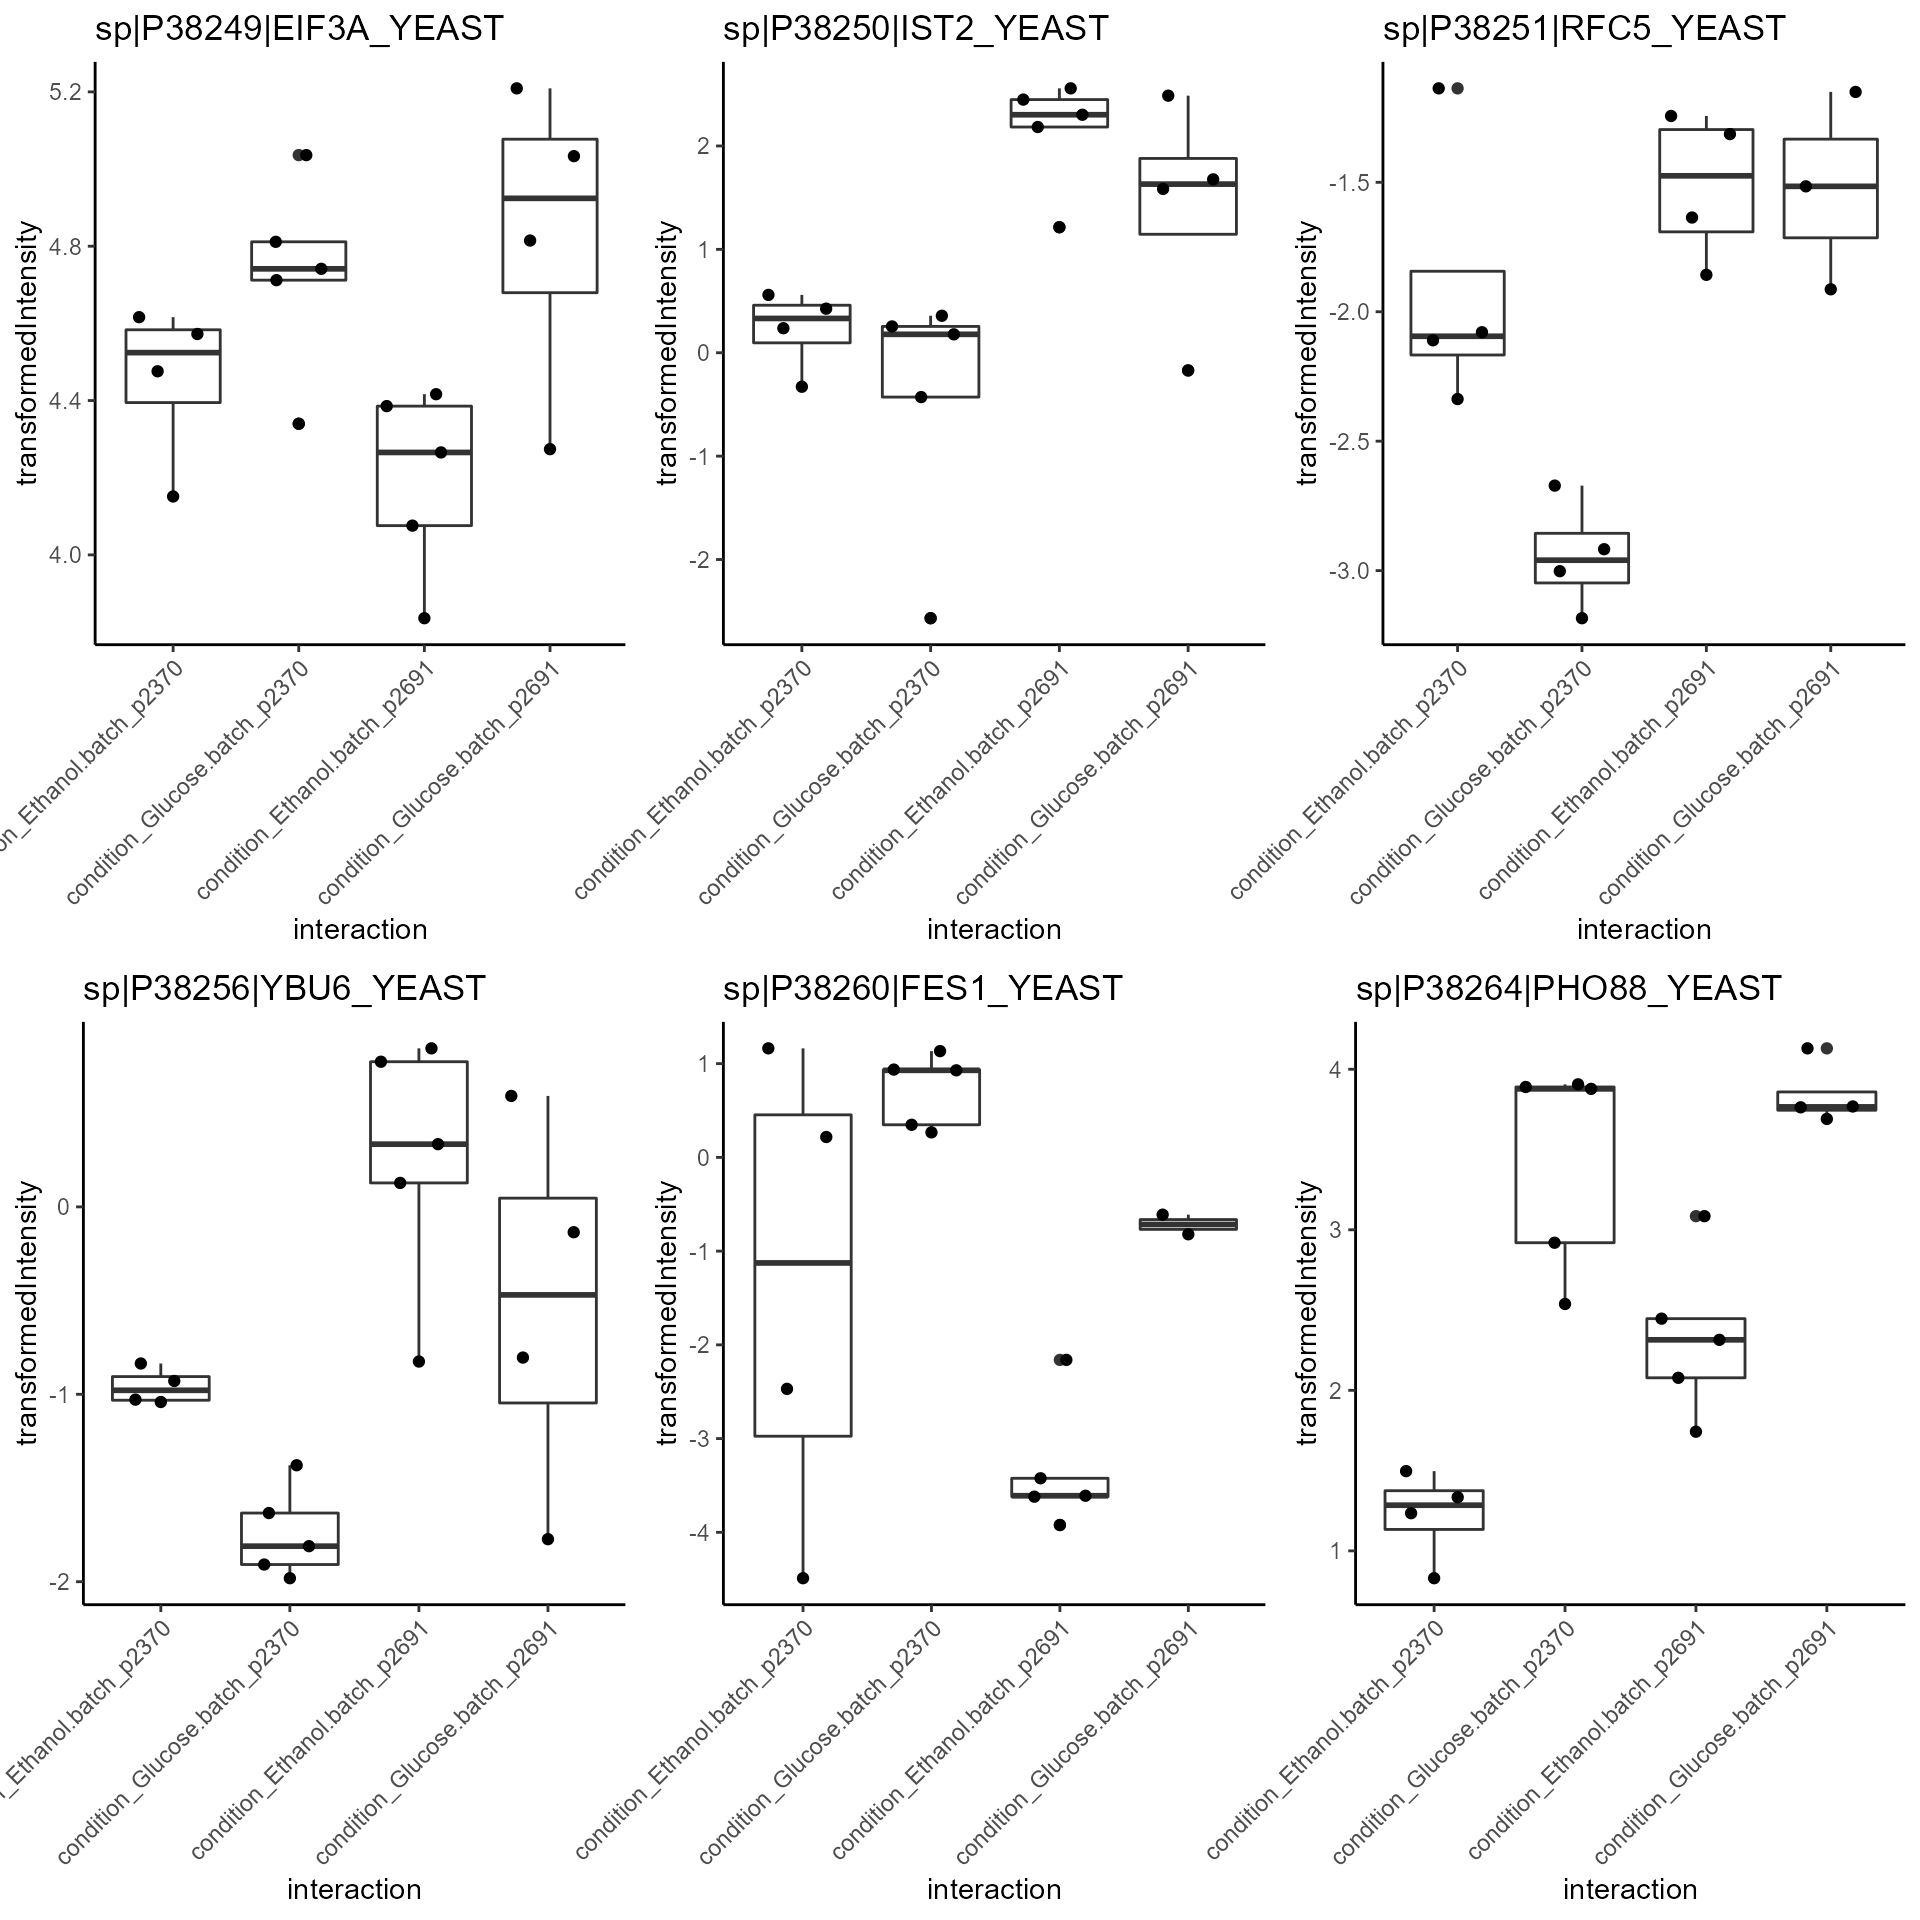 sp|P38249|EIF3A_YEAST
transformedIntensity
5.2
4.8
4.4
4.0
on_Ethanol.batch_p2370
condition_Glucose.batch_p2370
condition_Ethanol.batch_p2691
condition_Glucose.batch_p2691
interaction
sp|P38250|IST2_YEAST
transformedIntensity
2
1
0
-1
-2
condition_Ethanol.batch_p2370
condition_Glucose.batch_p2370
condition_Ethanol.batch_p2691
condition_Glucose.batch_p2691
interaction
sp|P38251|RFC5_YEAST
transformedIntensity
-1.5
-2.0
-2.5
-3.0
condition_Ethanol.batch_p2370
condition_Glucose.batch_p2370
condition_Ethanol.batch_p2691
condition_Glucose.batch_p2691
interaction
sp|P38256|YBU6_YEAST
transformedIntensity
0
-1
-2
_Ethanol.batch_p2370
condition_Glucose.batch_p2370
condition_Ethanol.batch_p2691
condition_Glucose.batch_p2691
interaction
sp|P38260|FES1_YEAST
transformedIntensity
1
0
-1
-2
-3
-4
condition_Ethanol.batch_p2370
condition_Glucose.batch_p2370
condition_Ethanol.batch_p2691
condition_Glucose.batch_p2691
interaction
sp|P38264|PHO88_YEAST
transformedIntensity
4
3
2
1
condition_Ethanol.batch_p2370
condition_Glucose.batch_p2370
condition_Ethanol.batch_p2691
condition_Glucose.batch_p2691
interaction